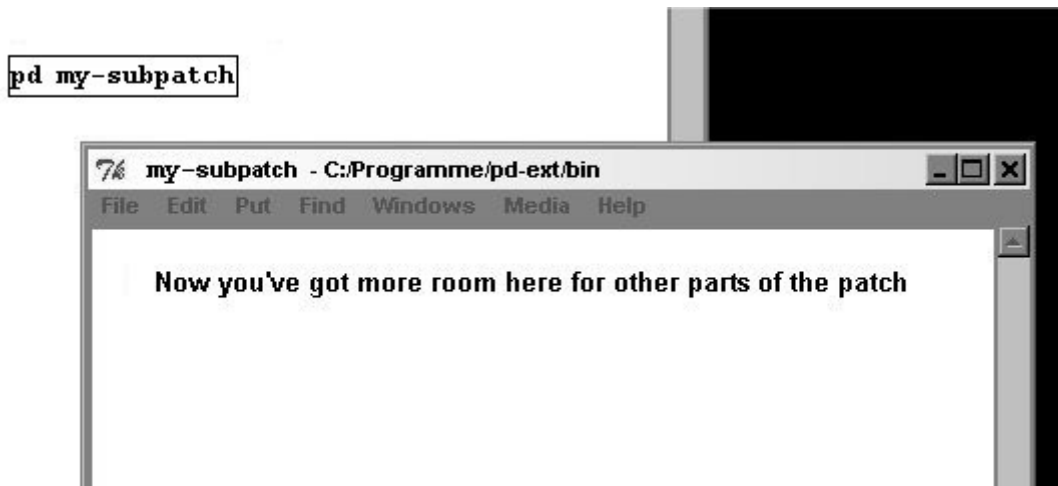 pd my-subpatch
my-subpatch - C:/Programme/pd-ext/bin
File Edit Put Find Windows Media Help
Now you've got more room here for other parts of the patch